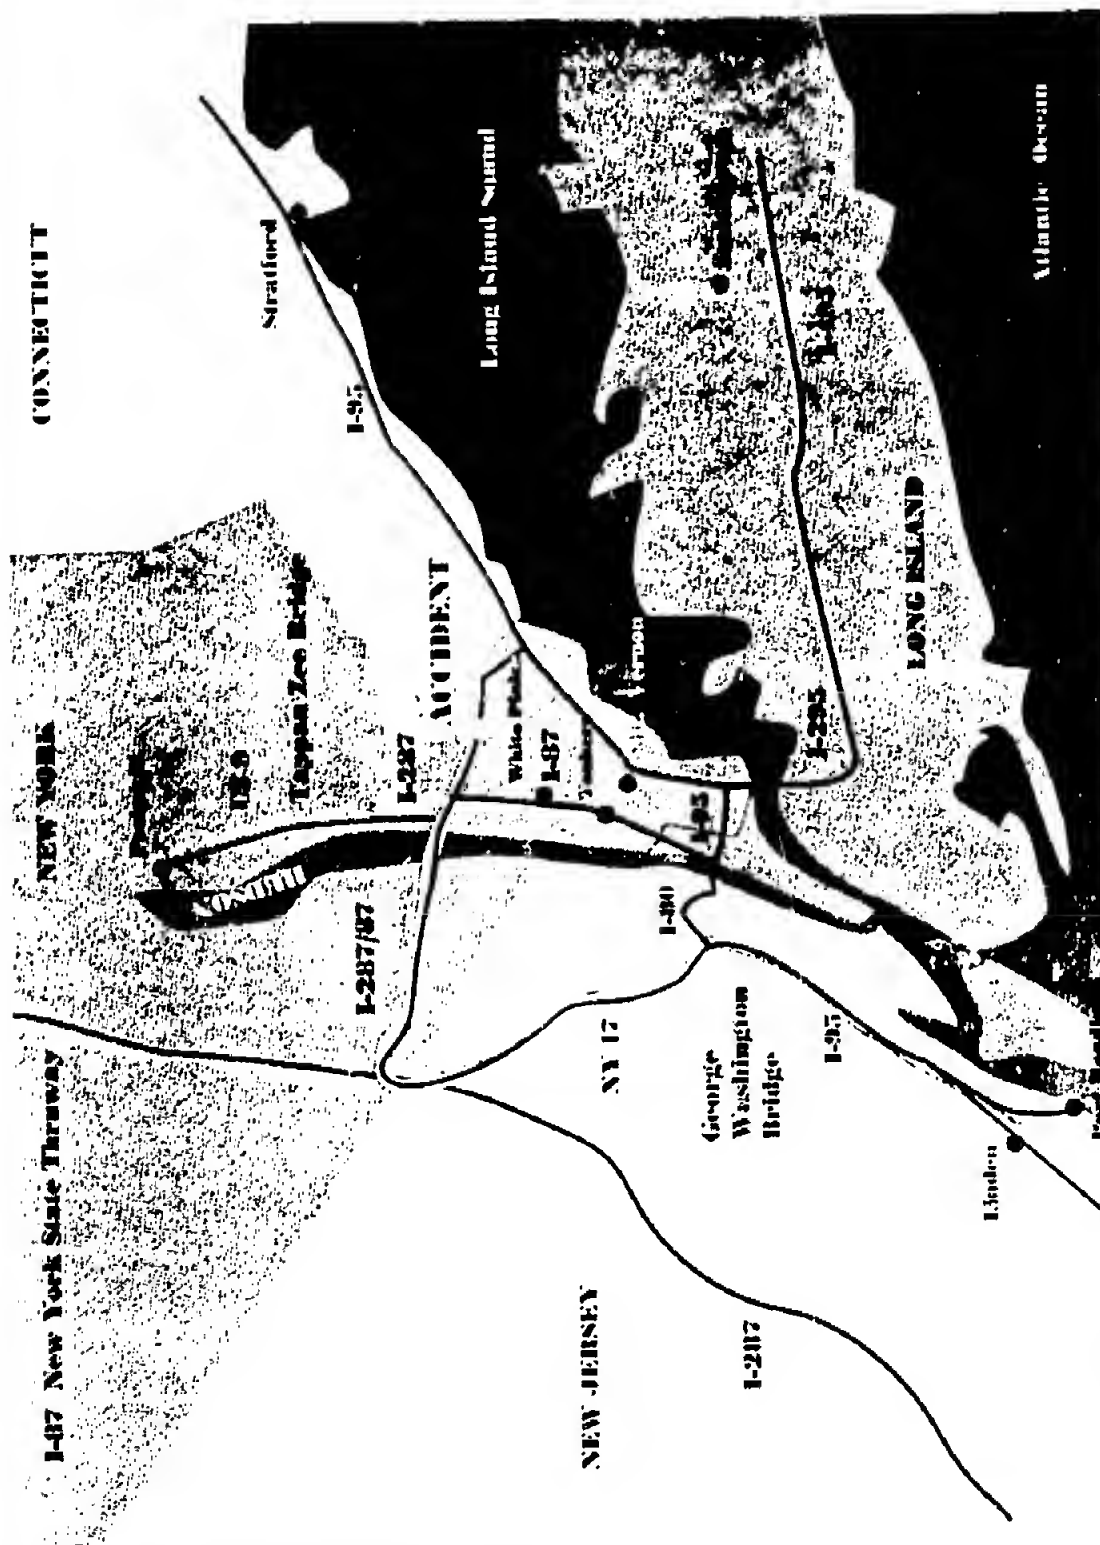 CONNECTICUT
Stratford
I-95
Long Island Sound
Atlantic Ocean
NEW YORK
Tappan Zee Bridge
I-287
ACCIDENT
White Plains
I-87
I-95
I-295
LONG ISLAND
HUDSON
I-287/87
I-80
NY 17
George
Washington
Bridge
I-95
Linden
I-87 New York State Thruway
NEW JERSEY
I-287